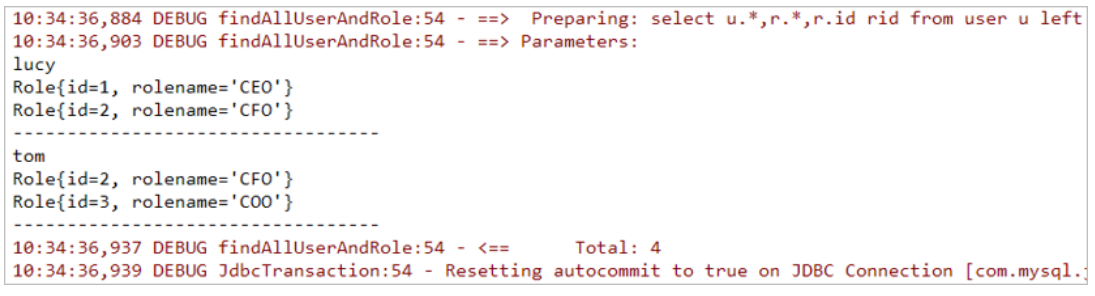 10:34:36,884 DEBUG findAllUserAndRole:54 - ==>  Preparing: select u.*,r.*,r.id rid from user u left
10:34:36,903 DEBUG findAllUserAndRole:54 - ==> Parameters:
lucy
Role{id=1, rolename='CEO'}
Role{id=2, rolename='CFO'}
----------------------------------
tom
Role{id=2, rolename='CFO'}
Role{id=3, rolename='COO'}
----------------------------------
10:34:36,937 DEBUG findAllUserAndRole:54 - <==      Total: 4
10:34:36,939 DEBUG JdbcTransaction:54 - Resetting autocommit to true on JDBC Connection [com.mysql.